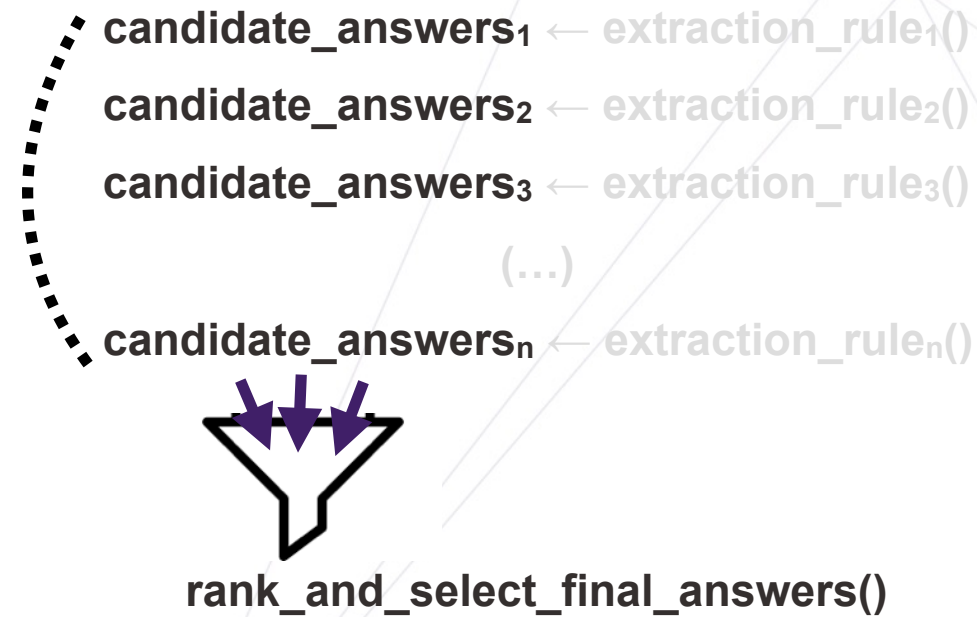 candidate_answers₁ ← extraction_rule₁()
candidate_answers₂ ← extraction_rule₂()
candidate_answers₃ ← extraction_rule₃()
(…)
candidate_answersₙ ← extraction_ruleₙ()
rank_and_select_final_answers()